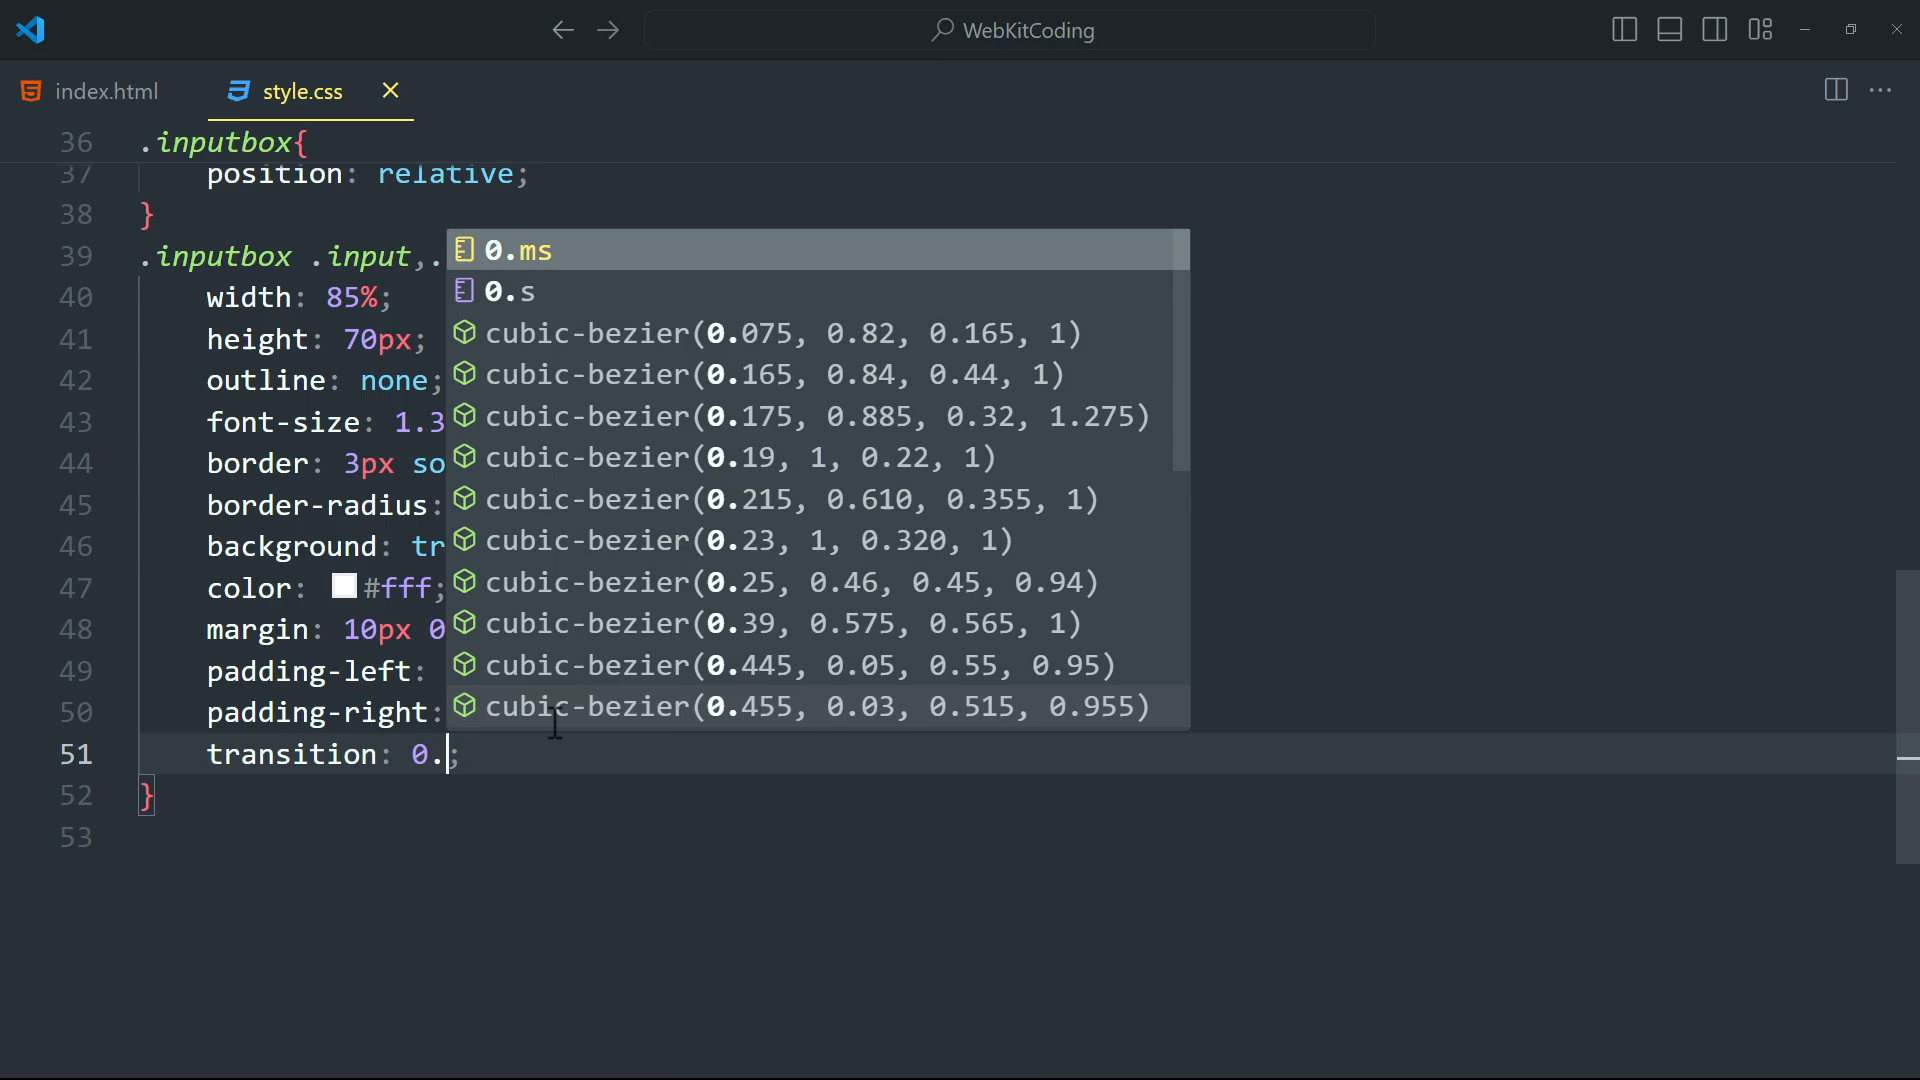 WebKitCoding
index.html style.css
36 .inputbox{
37 position: relative;
38 }
39 .inputbox .input,.
40 width: 85%;
41 height: 70px;
42 outline: none;
43 font-size: 1.3
44 border: 3px so
45 border-radius:
46 background: tr
47 color: #fff;
48 margin: 10px 0
49 padding-left:
50 padding-right:
51 transition: 0.;
52 }
53
0.ms
0.s
cubic-bezier(0.075, 0.82, 0.165, 1)
cubic-bezier(0.165, 0.84, 0.44, 1)
cubic-bezier(0.175, 0.885, 0.32, 1.275)
cubic-bezier(0.19, 1, 0.22, 1)
cubic-bezier(0.215, 0.610, 0.355, 1)
cubic-bezier(0.23, 1, 0.320, 1)
cubic-bezier(0.25, 0.46, 0.45, 0.94)
cubic-bezier(0.39, 0.575, 0.565, 1)
cubic-bezier(0.445, 0.05, 0.55, 0.95)
cubic-bezier(0.455, 0.03, 0.515, 0.955)